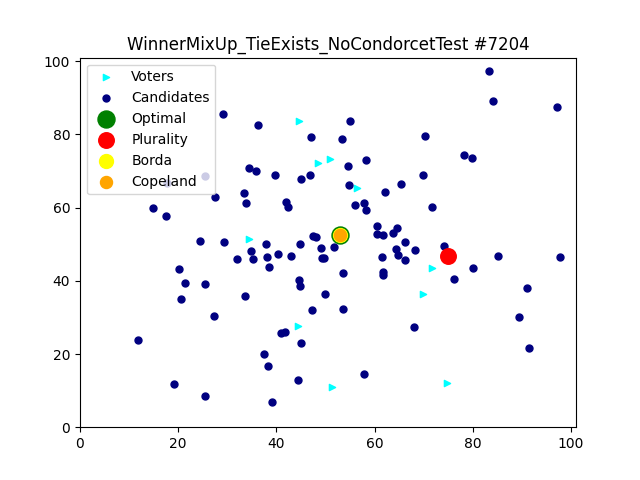 WinnerMixUp_TieExists_NoCondorcetTest #7204
100
80
60
40
20
0
0 20 40 60 80 100
Voters
Candidates
Optimal
Plurality
Borda
Copeland